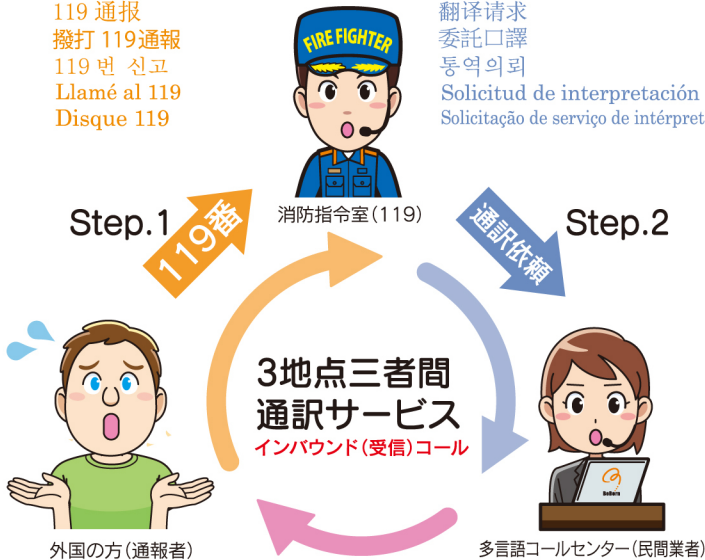 119 通报
撥打 119通報
119 번 신고
Llamé al 119
Disque 119
FIRE FIGHTER
翻译请求
委託口譯
통역의뢰
Solicitud de interpretación
Solicitação de serviço de intérpret
消防指令室（119）
Step.1
119番
通訳依頼
Step.2
3地点三者間
通訳サービス
インバウンド（受信）コール
外国の方（通報者）
多言語コールセンター（民間業者）